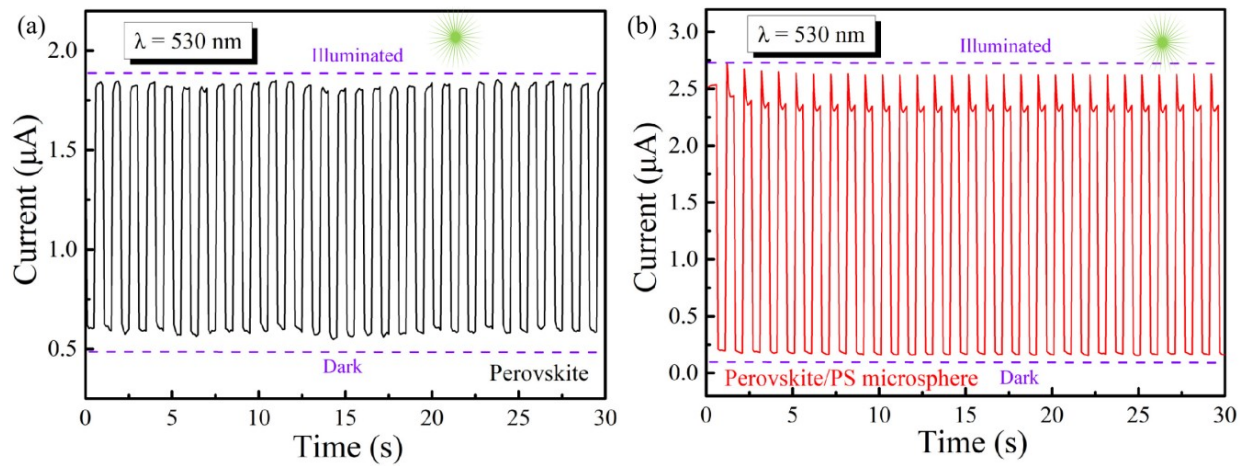 (a)
λ = 530 nm
Illuminated
2.0
1.5
1.0
0.5
Current (μA)
Dark
Perovskite
0 5 10 15 20 25 30
Time (s)
(b)
λ = 530 nm
Illuminated
3.0
2.5
2.0
1.5
1.0
0.5
0.0
Current (μA)
Perovskite/PS microsphere
Dark
0 5 10 15 20 25 30
Time (s)